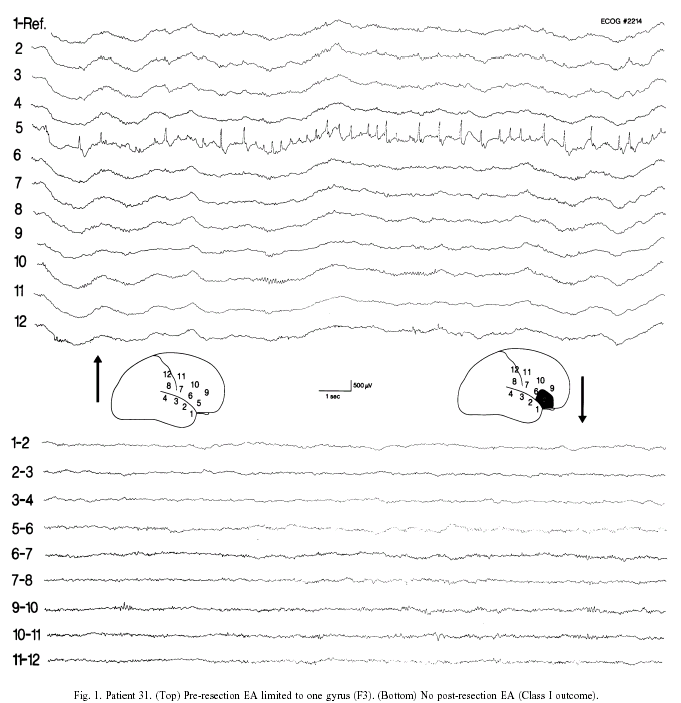 1-Ref.
ECOG #2214
2
3
4
5
6
7
8
9
10
11
12
12 11
8 7 10
6 9
4 3 2 5
1
500 µV
1 sec
12 11
8 7 10
6 9
4 3 2
1
1-2
2-3
3-4
5-6
6-7
7-8
9-10
10-11
11-12
Fig. 1. Patient 31. (Top) Pre-resection EA limited to one gyrus (F3). (Bottom) No post-resection EA (Class I outcome).